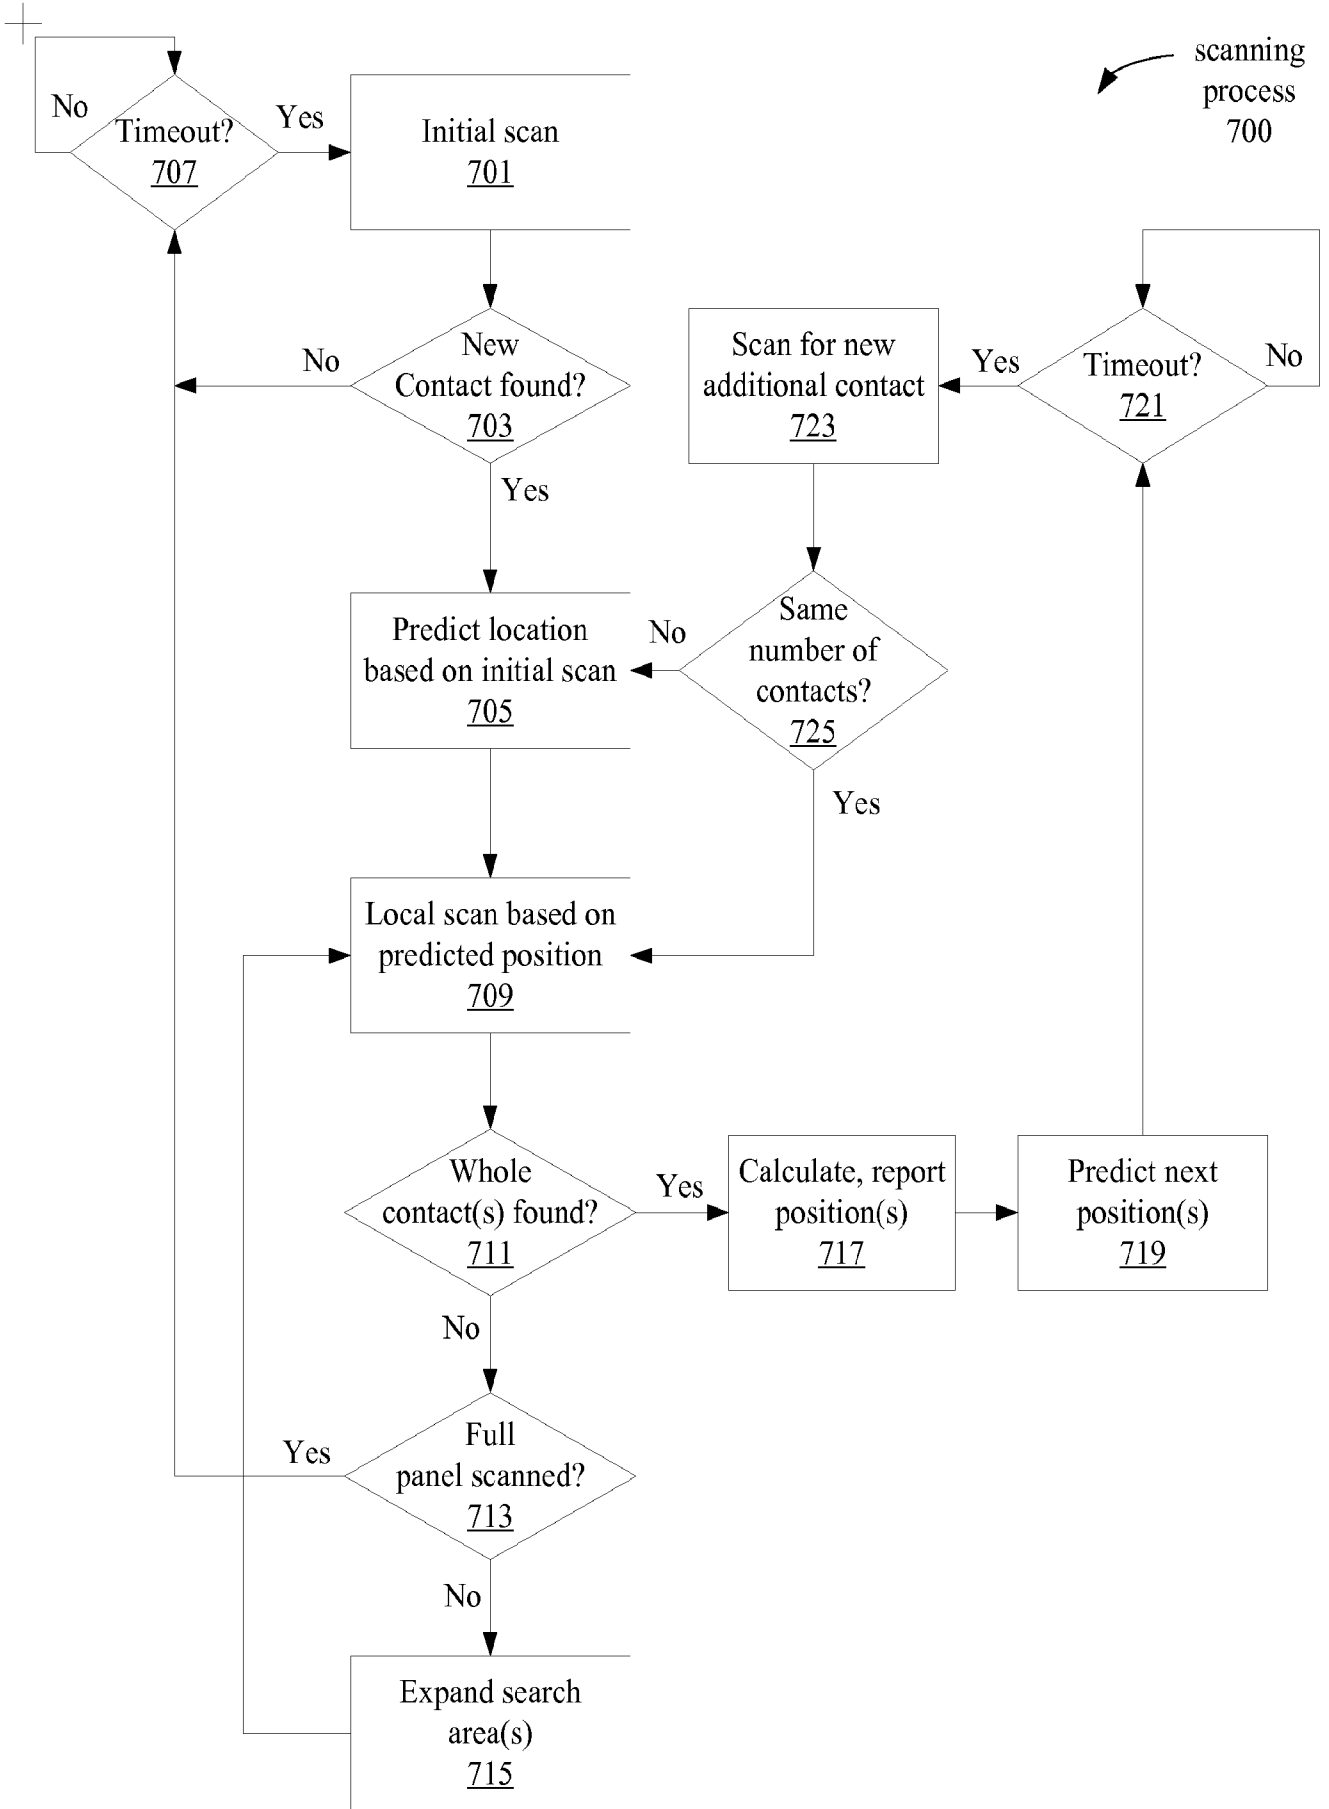 scanning
process
700
No
Timeout?
707
Yes
Initial scan
701
No
New
Contact found?
703
Yes
Scan for new
additional contact
723
Yes
Timeout?
721
No
Predict location
based on initial scan
705
No
Same
number of
contacts?
725
Yes
Local scan based on
predicted position
709
Whole
contact(s) found?
711
Yes
Calculate, report
position(s)
717
Predict next
position(s)
719
No
Yes
Full
panel scanned?
713
No
Expand search
area(s)
715